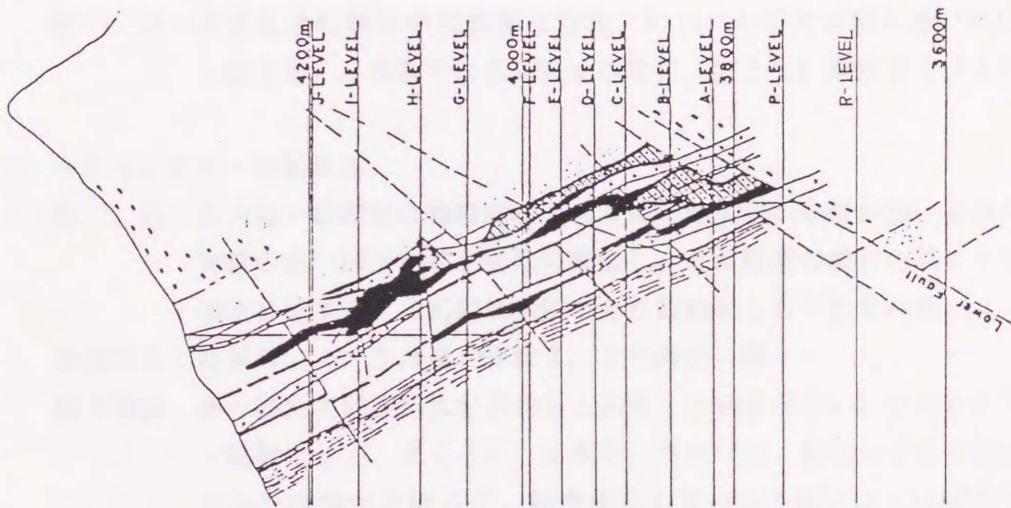 4200m
J-LEVEL
I-LEVEL
H-LEVEL
G-LEVEL
4000m
F-LEVEL
E-LEVEL
D-LEVEL
C-LEVEL
B-LEVEL
A-LEVEL
3800m
P-LEVEL
R-LEVEL
3600m
Lower Fault